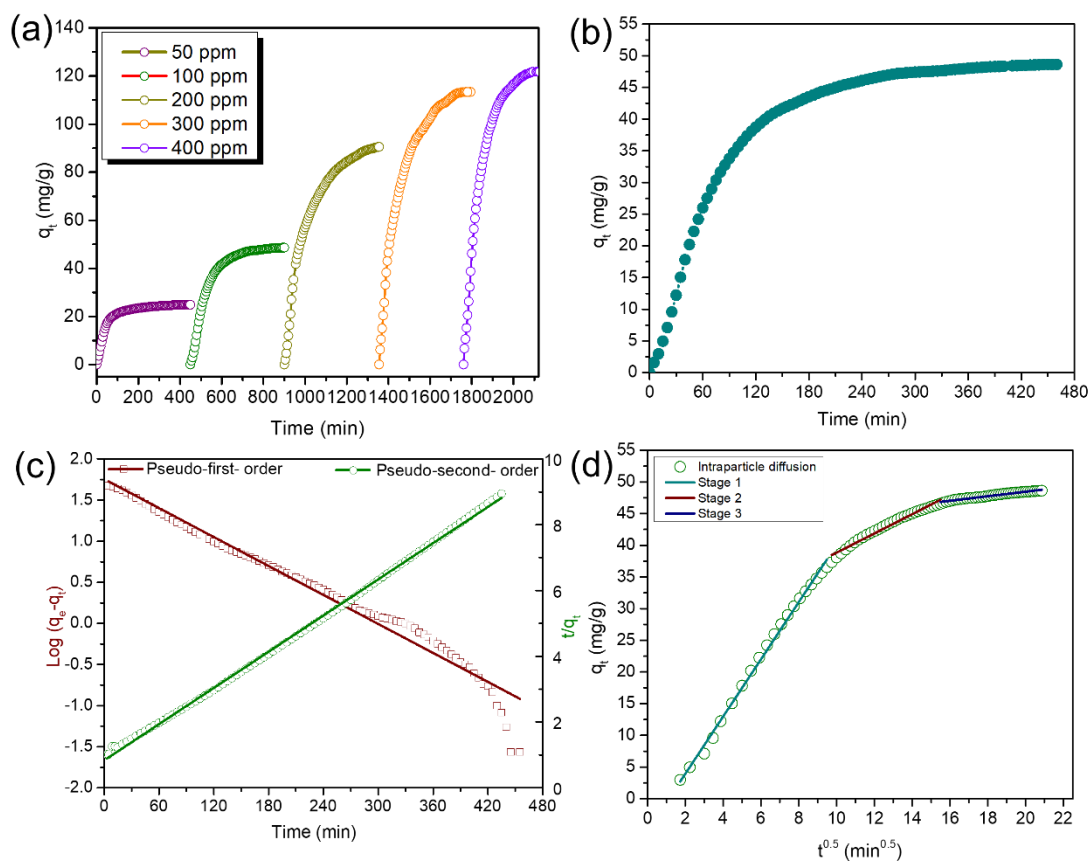 (a)
140
120
100
80
60
40
20
0
qt (mg/g)
50 ppm
100 ppm
200 ppm
300 ppm
400 ppm
0 200 400 600 800 1000 1200 1400 1600 1800 2000
Time (min)
(b)
55
50
45
40
35
30
25
20
15
10
5
0
qt (mg/g)
0 60 120 180 240 300 360 420 480
Time (min)
(c)
2.0
1.5
1.0
0.5
0.0
-0.5
-1.0
-1.5
-2.0
Log (qe-qt)
Pseudo-first- order
Pseudo-second- order
10
8
6
4
2
0
t/qt
0 60 120 180 240 300 360 420 480
Time (min)
(d)
55
50
45
40
35
30
25
20
15
10
5
0
qt (mg/g)
Intraparticle diffusion
Stage 1
Stage 2
Stage 3
2 4 6 8 10 12 14 16 18 20 22
t0.5 (min0.5)